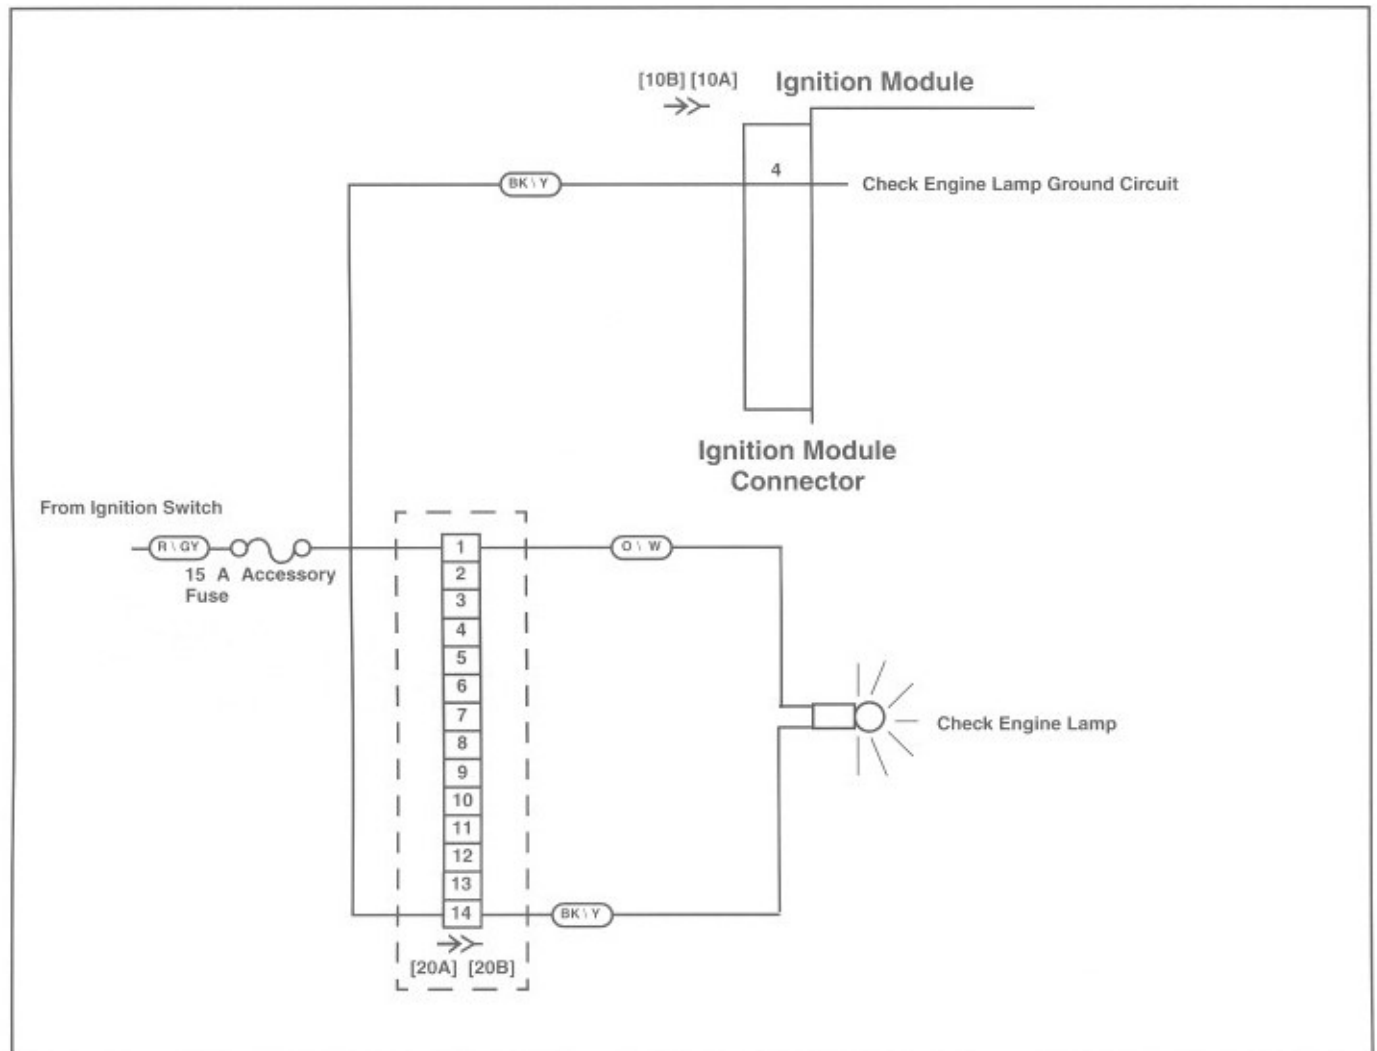 [10B] [10A]
Ignition Module
4
BK \ Y
Check Engine Lamp Ground Circuit
Ignition Module
Connector
From Ignition Switch
R \ GY
15 A Accessory
Fuse
1
2
3
4
5
6
7
8
9
10
11
12
13
14
O \ W
Check Engine Lamp
BK \ Y
[20A] [20B]